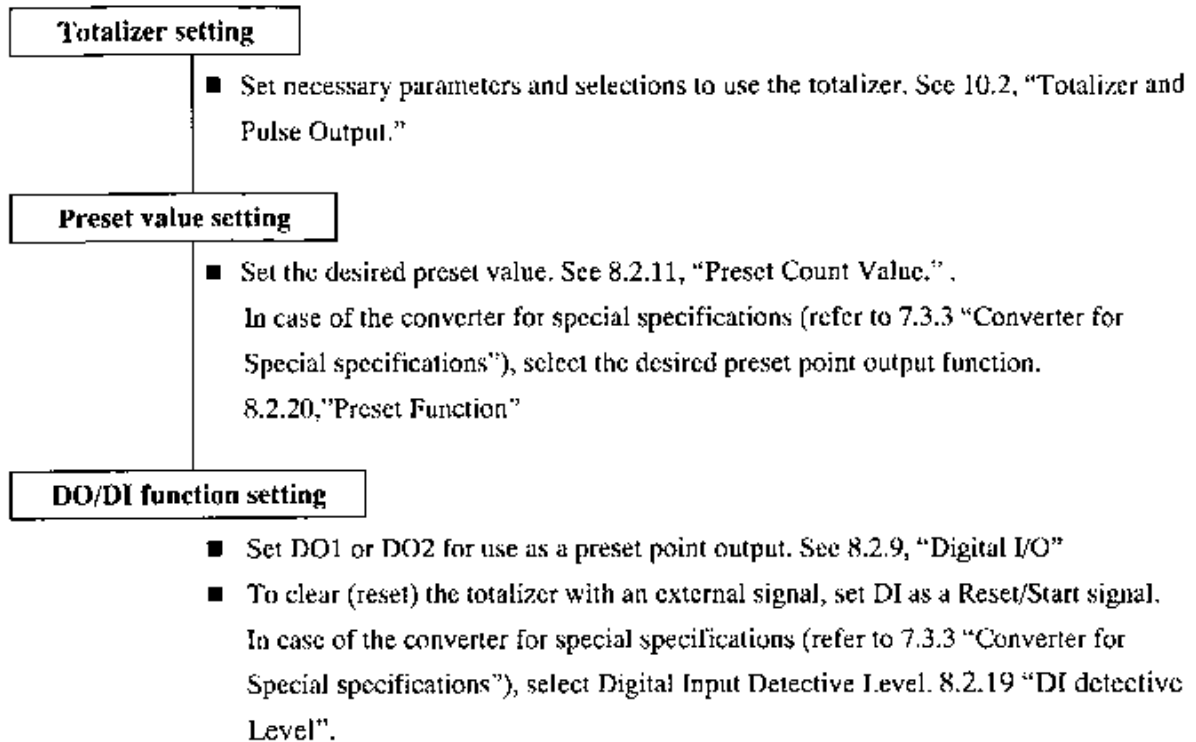 Totalizer setting
■ Set necessary parameters and selections to use the totalizer. See 10.2, “Totalizer and
Pulse Output.”
Preset value setting
■ Set the desired preset value. See 8.2.11, “Preset Count Value.” .
In case of the converter for special specifications (refer to 7.3.3 “Converter for
Special specifications”), select the desired preset point output function.
8.2.20,”Preset Function”
DO/DI function setting
■ Set DO1 or DO2 for use as a preset point output. See 8.2.9, “Digital I/O”
■ To clear (reset) the totalizer with an external signal, set DI as a Reset/Start signal.
In case of the converter for special specifications (refer to 7.3.3 “Converter for
Special specifications”), select Digital Input Detective Level. 8.2.19 “DI detective
Level”.